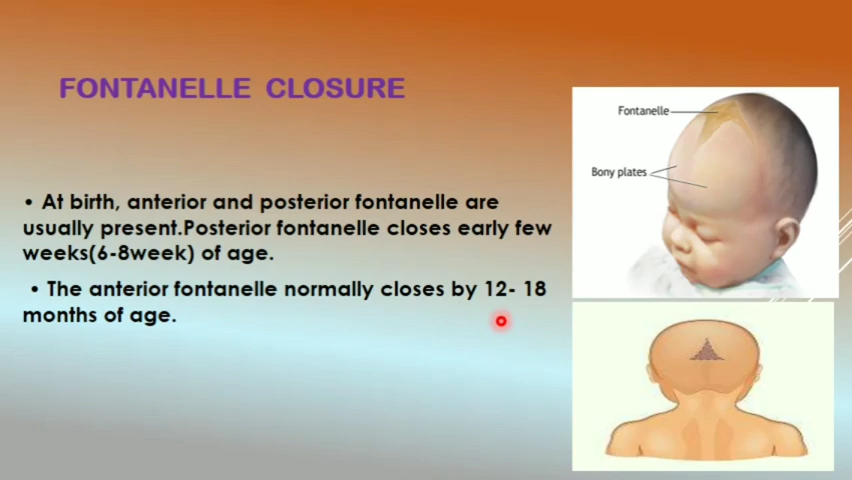 FONTANELLE CLOSURE
• At birth, anterior and posterior fontanelle are
usually present.Posterior fontanelle closes early few
weeks(6-8week) of age.
• The anterior fontanelle normally closes by 12- 18
months of age.
Fontanelle
Bony plates